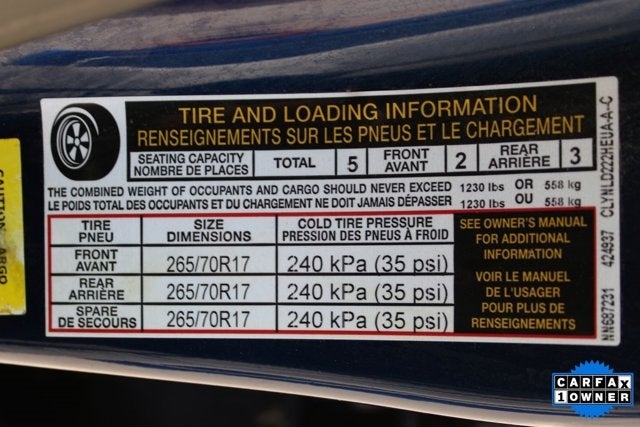 TIRE AND LOADING INFORMATION
RENSEIGNEMENTS SUR LES PNEUS ET LE CHARGEMENT
SEATING CAPACITY
NOMBRE DE PLACES
TOTAL 5
FRONT
AVANT
2
REAR
ARRIÈRE
3
THE COMBINED WEIGHT OF OCCUPANTS AND CARGO SHOULD NEVER EXCEED 1230 lbs OR 558 kg
LE POIDS TOTAL DES OCCUPANTS ET DU CHARGEMENT NE DOIT JAMAIS DÉPASSER 1230 lbs OU 558 kg
TIRE
PNEU
SIZE
DIMENSIONS
COLD TIRE PRESSURE
PRESSION DES PNEUS À FROID
FRONT
AVANT
265/70R17 240 kPa (35 psi)
REAR
ARRIÈRE
265/70R17 240 kPa (35 psi)
SPARE
DE SECOURS
265/70R17 240 kPa (35 psi)
SEE OWNER'S MANUAL
FOR ADDITIONAL
INFORMATION
VOIR LE MANUEL
DE L'USAGER
POUR PLUS DE
RENSEIGNEMENTS
NN687231 424937 CLYNLD222HEUA-A-C
CAUTION
CARFAX
1 OWNER